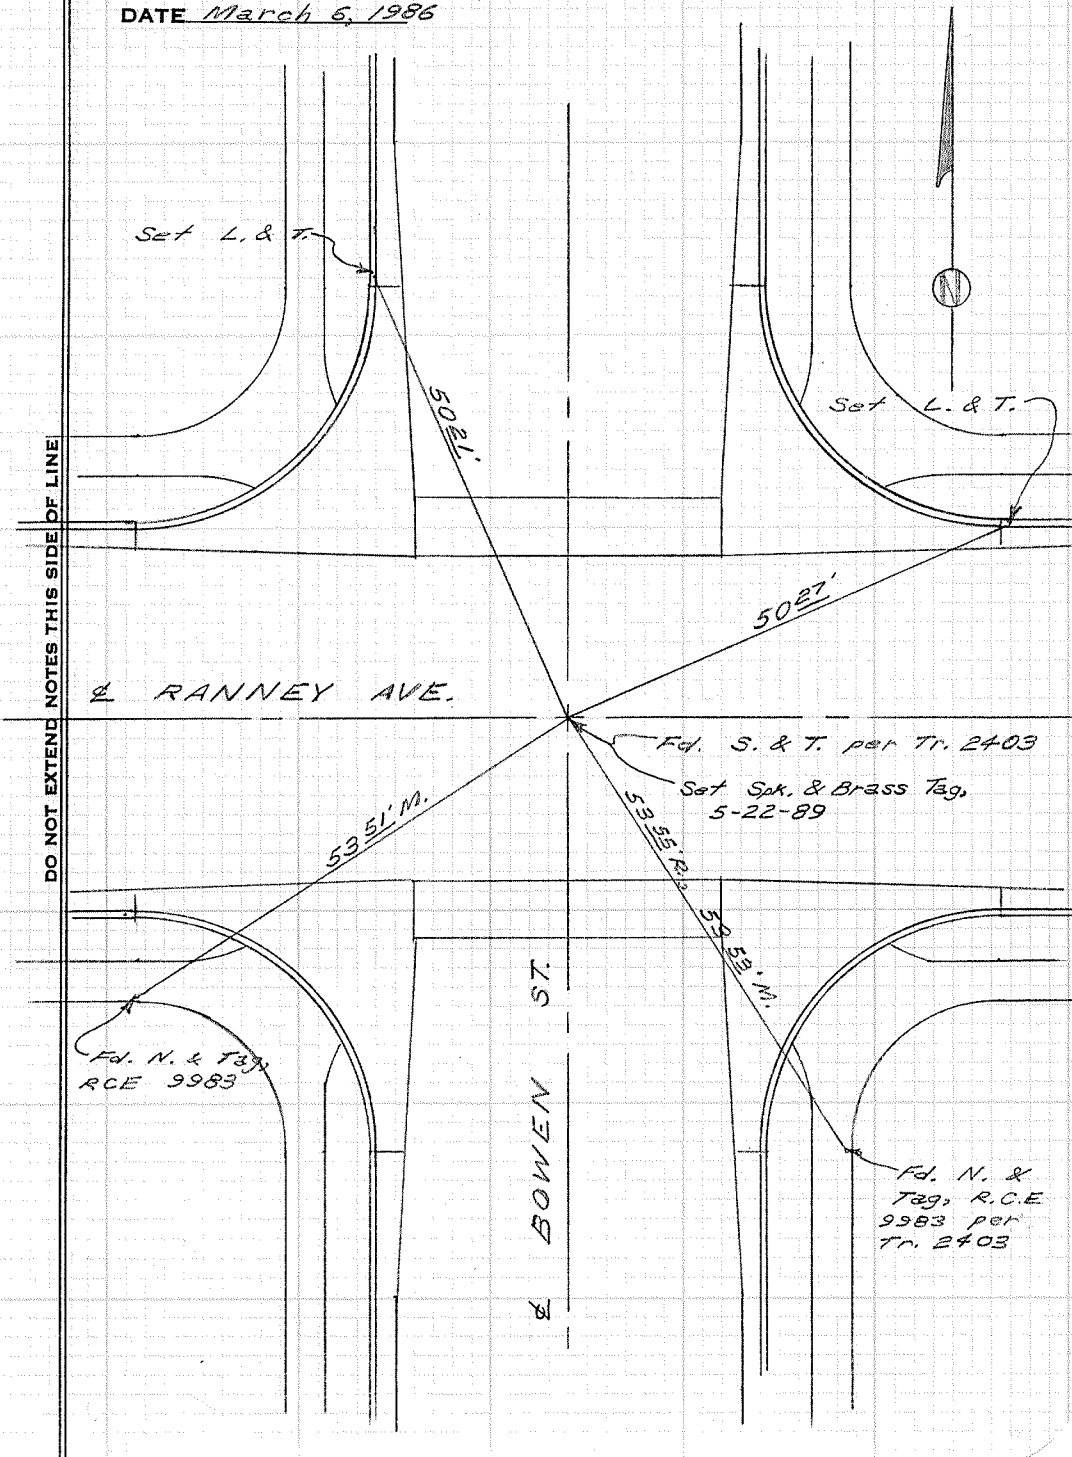 DATE March 6, 1986
Set L. & T.
N
50 21'
Set L. & T.
DO NOT EXTEND NOTES THIS SIDE OF LINE
50 27'
℄ RANNEY AVE.
Fd. S. & T. per Tr. 2403
Set Spk. & Brass Tag,
5-22-89
53 51' M.
53 55' R.,
53 53' M.
℄ BOWEN ST.
Fd. N. & Tag,
RCE 9983
Fd. N. &
Tag, R.C.E
9983 per
Tr. 2403